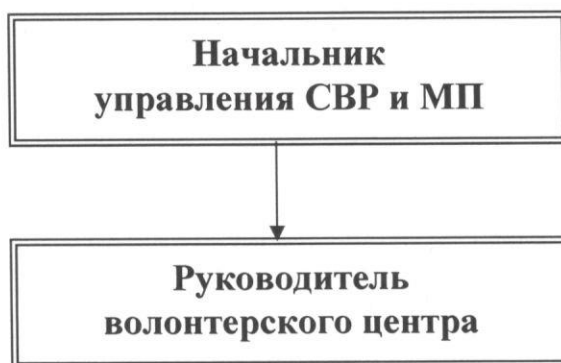 Начальник
управления СВР и МП
Руководитель
волонтерского центра